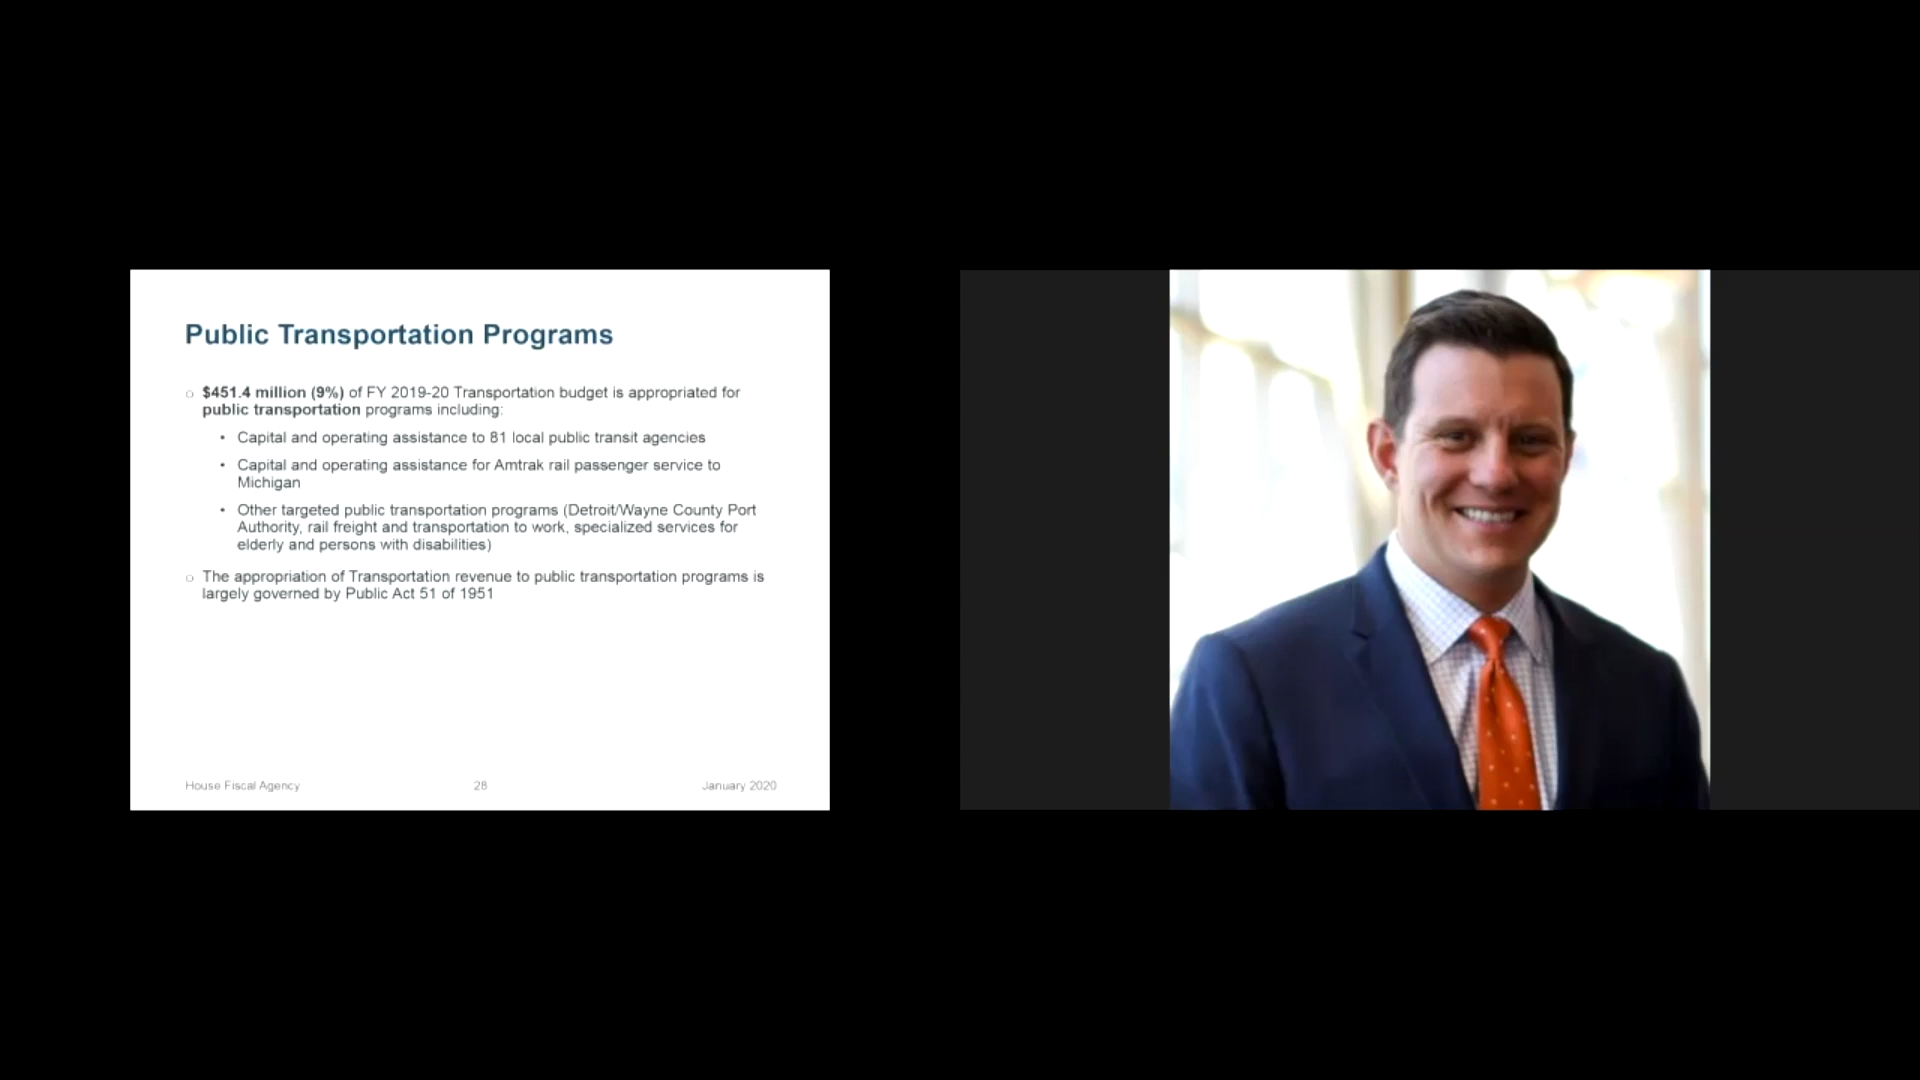 Public Transportation Programs
○ $451.4 million (9%) of FY 2019-20 Transportation budget is appropriated for
public transportation programs including:
• Capital and operating assistance to 81 local public transit agencies
• Capital and operating assistance for Amtrak rail passenger service to
Michigan
• Other targeted public transportation programs (Detroit/Wayne County Port
Authority, rail freight and transportation to work, specialized services for
elderly and persons with disabilities)
○ The appropriation of Transportation revenue to public transportation programs is
largely governed by Public Act 51 of 1951
House Fiscal Agency 28 January 2020